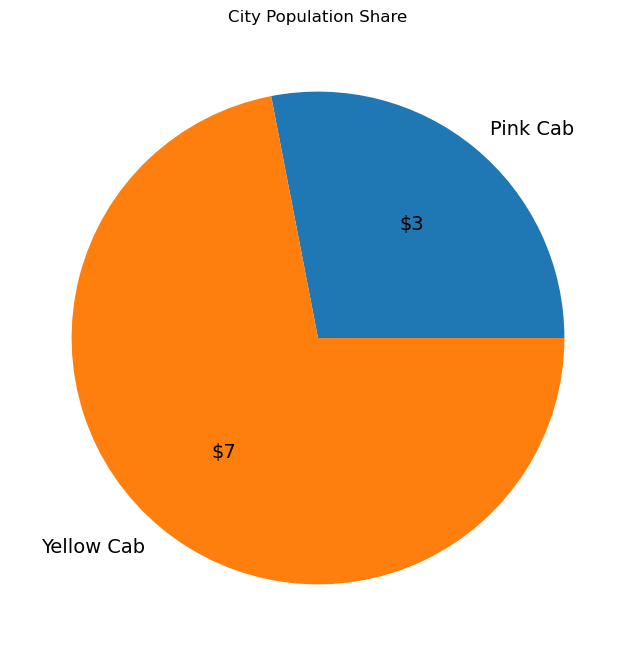 City Population Share
Pink Cab
$3
$7
Yellow Cab